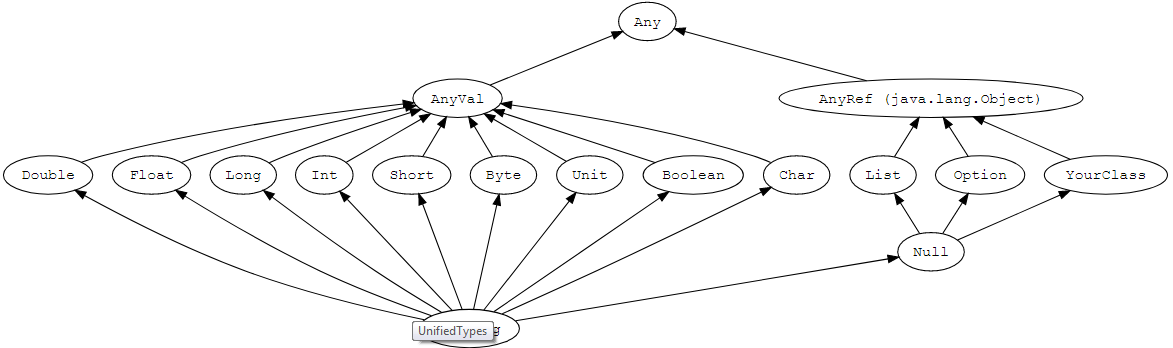 Any
AnyVal
AnyRef (java.lang.Object)
Double
Float
Long
Int
Short
Byte
Unit
Boolean
Char
List
Option
YourClass
Null
UnifiedTypes